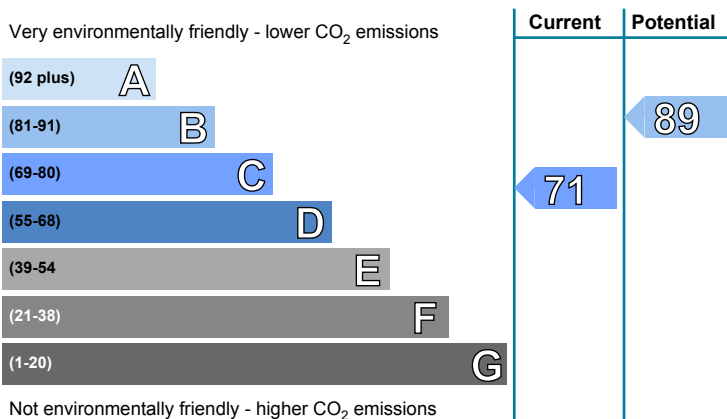 Current Potential
Very environmentally friendly - lower CO2 emissions
(92 plus) A
(81-91) B
89
(69-80) C
71
(55-68) D
(39-54 E
(21-38) F
(1-20) G
Not environmentally friendly - higher CO2 emissions